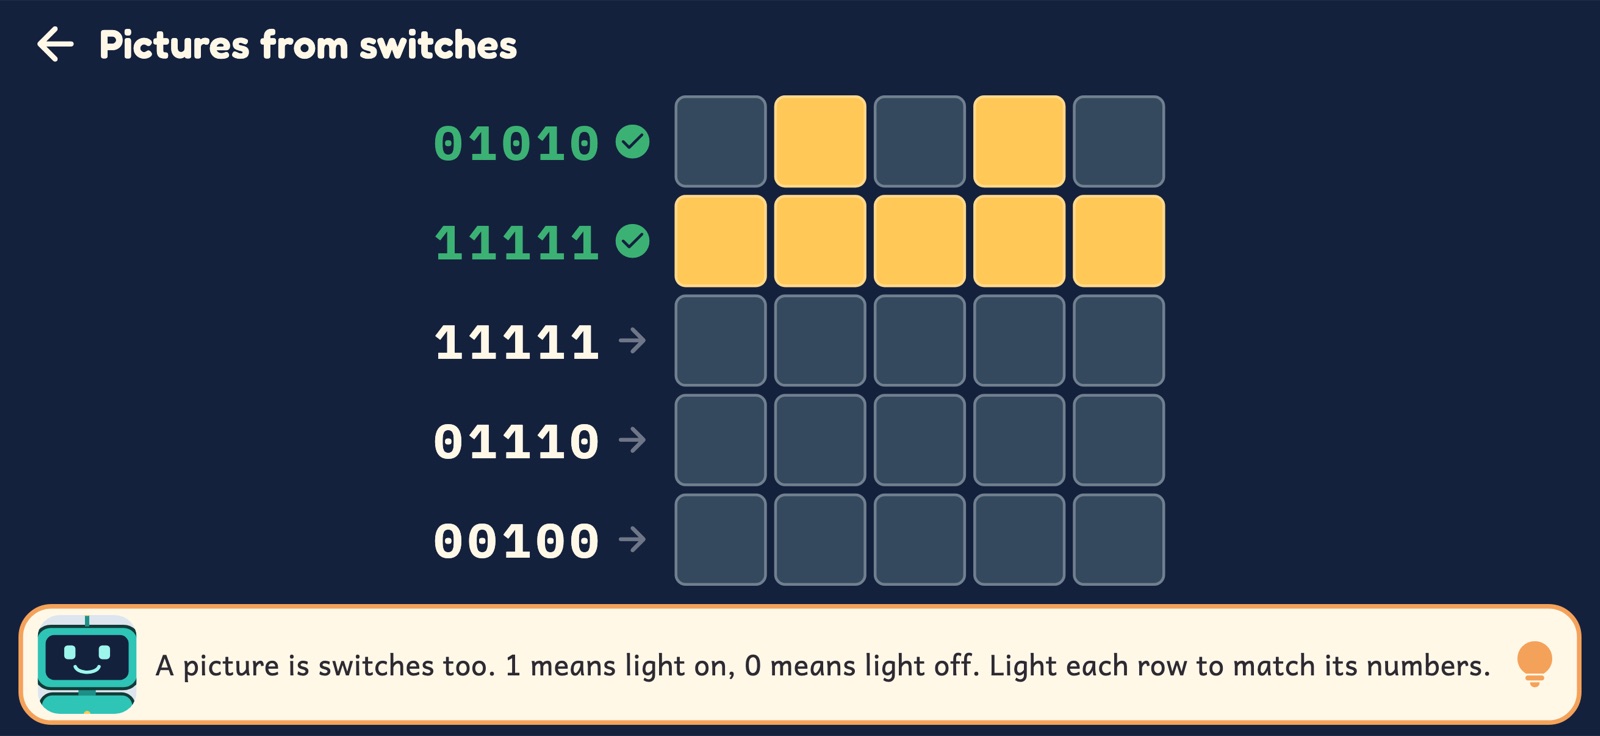 Pictures from switches
01010
11111
11111
01110
00100
A picture is switches too. 1 means light on, 0 means light off. Light each row to match its numbers.